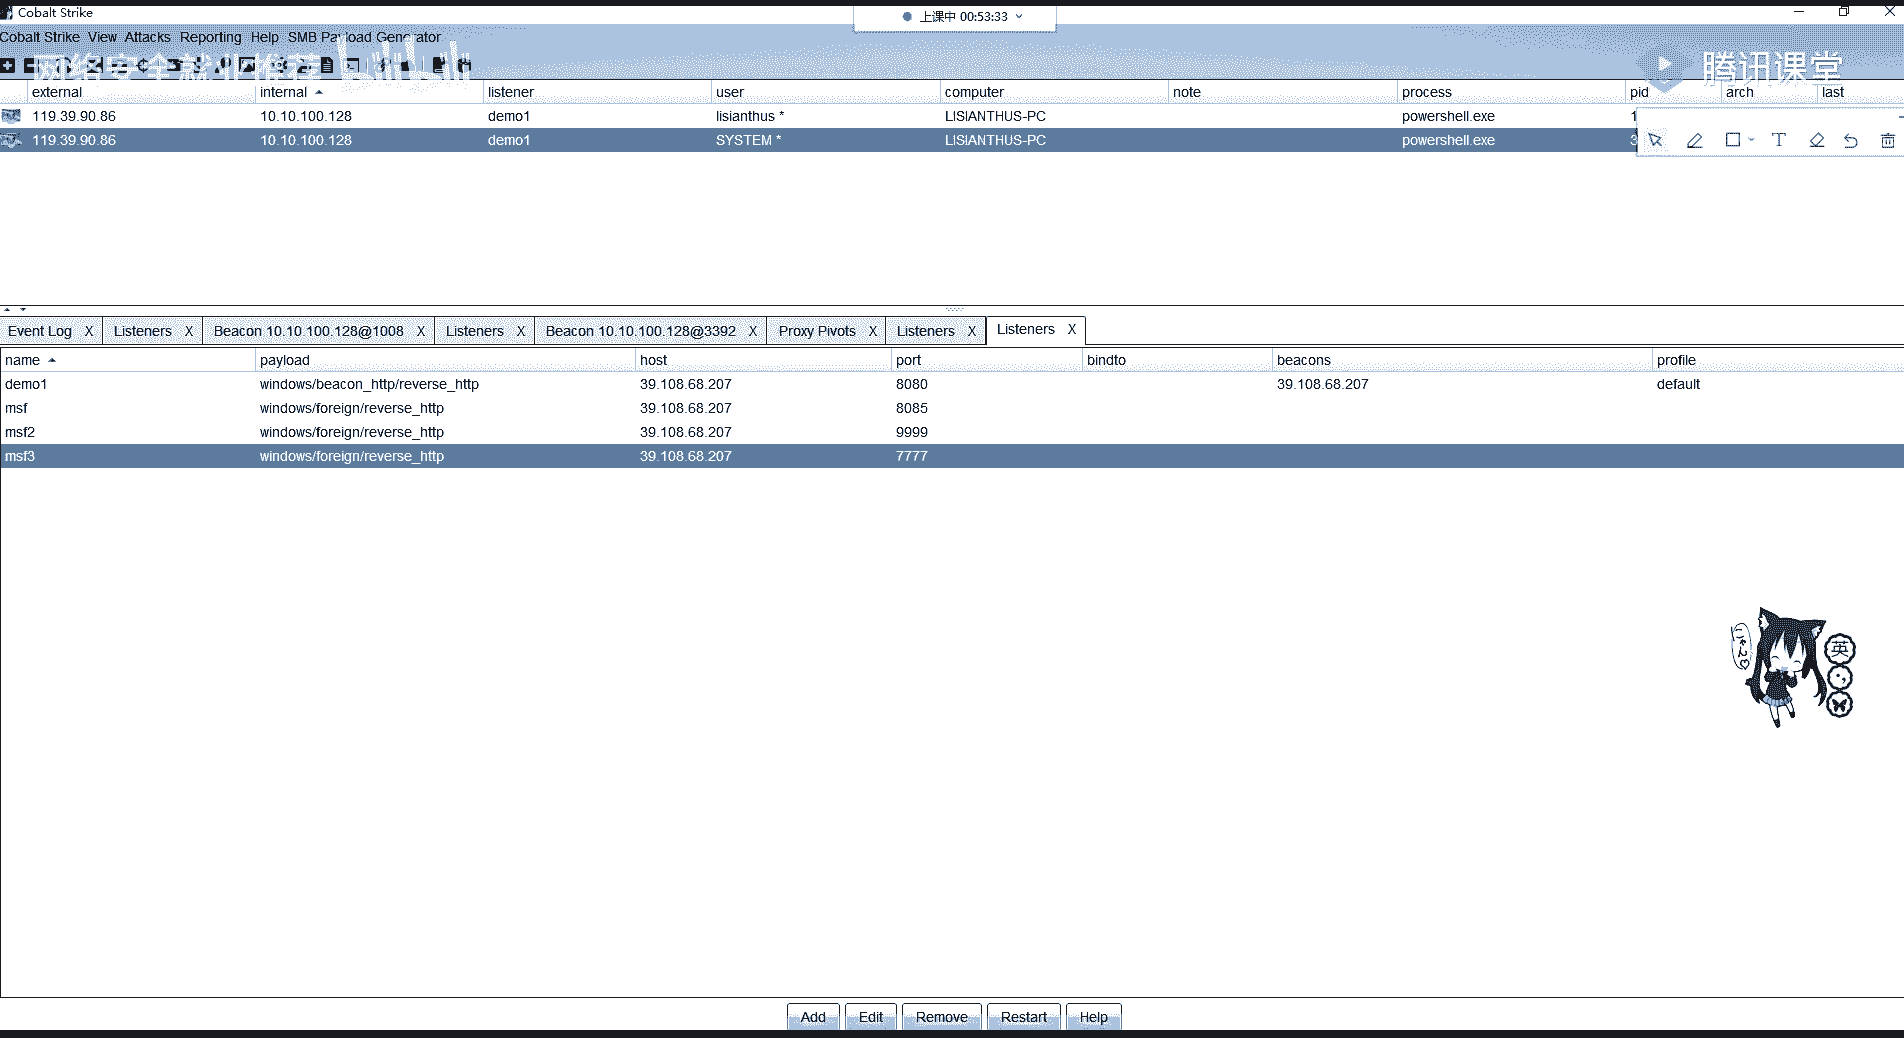 Cobalt Strike
上课中 00:53:33
Cobalt Strike View Attacks Reporting Help SMB Payload Generator
网络安全就业推荐 bilibili
腾讯课堂
external internal listener user computer note process pid arch last
119.39.90.86 10.10.100.128 demo1 lisianthus * LISIANTHUS-PC powershell.exe 1
119.39.90.86 10.10.100.128 demo1 SYSTEM * LISIANTHUS-PC powershell.exe 3
T
Event Log X Listeners X Beacon 10.10.100.128@1008 X Listeners X Beacon 10.10.100.128@3392 X Proxy Pivots X Listeners X Listeners X
name payload host port bindto beacons profile
demo1 windows/beacon_http/reverse_http 39.108.68.207 8080 39.108.68.207 default
msf windows/foreign/reverse_http 39.108.68.207 8085
msf2 windows/foreign/reverse_http 39.108.68.207 9999
msf3 windows/foreign/reverse_http 39.108.68.207 7777
英
Add Edit Remove Restart Help